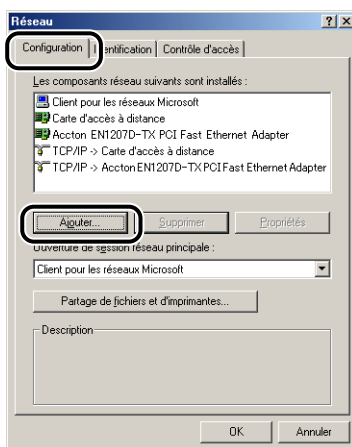 Réseau
Configuration Identification Contrôle d'accès
Les composants réseau suivants sont installés :
Client pour les réseaux Microsoft
Carte d'accès à distance
Accton EN1207D-TX PCI Fast Ethernet Adapter
TCP/IP -> Carte d'accès à distance
TCP/IP -> Accton EN1207D-TX PCI Fast Ethernet Adapter
Ajouter... Supprimer Propriétés
Ouverture de session réseau principale :
Client pour les réseaux Microsoft
Partage de fichiers et d'imprimantes...
Description
OK Annuler